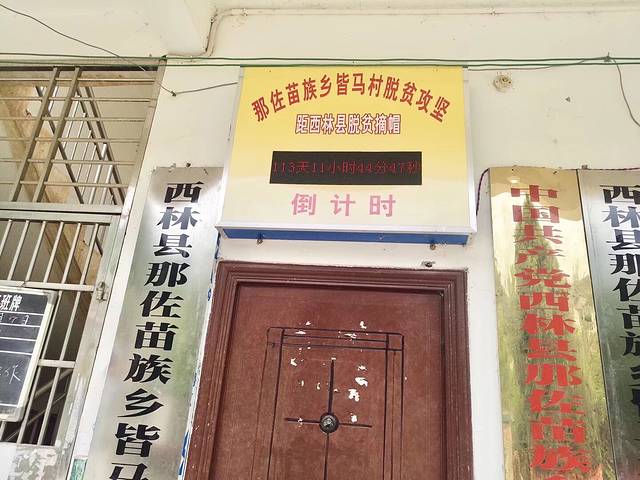 那佐苗族乡皆马村脱贫攻坚
距西林县脱贫摘帽
113天11小时44分47秒
倒计时
西林县那佐苗族乡皆马
中国共产党西林县那佐苗族
西林县那佐苗族乡
班牌